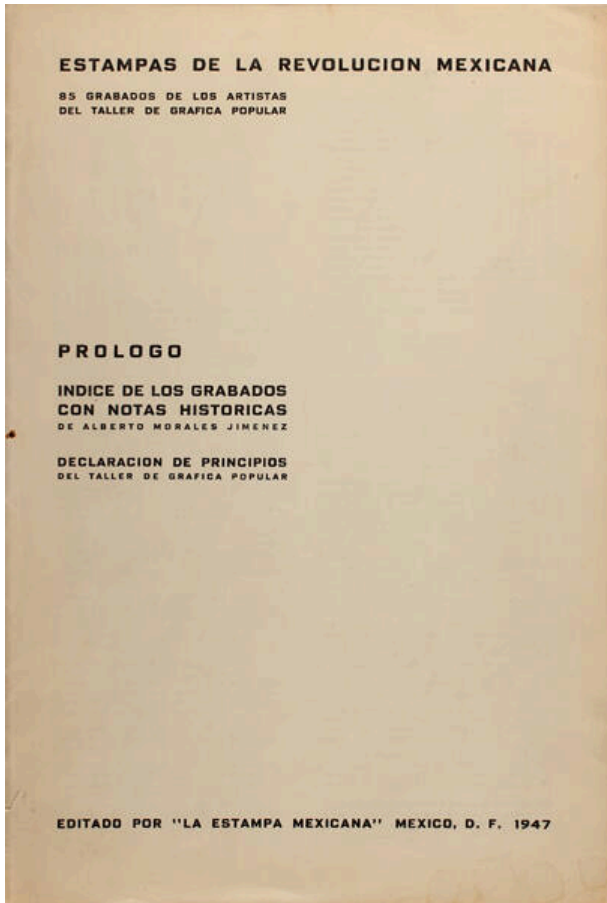 ESTAMPAS DE LA REVOLUCION MEXICANA
85 GRABADOS DE LOS ARTISTAS
DEL TALLER DE GRAFICA POPULAR
PROLOGO
INDICE DE LOS GRABADOS
CON NOTAS HISTORICAS
DE ALBERTO MORALES JIMENEZ
DECLARACION DE PRINCIPIOS
DEL TALLER DE GRAFICA POPULAR
EDITADO POR "LA ESTAMPA MEXICANA" MEXICO, D. F. 1947